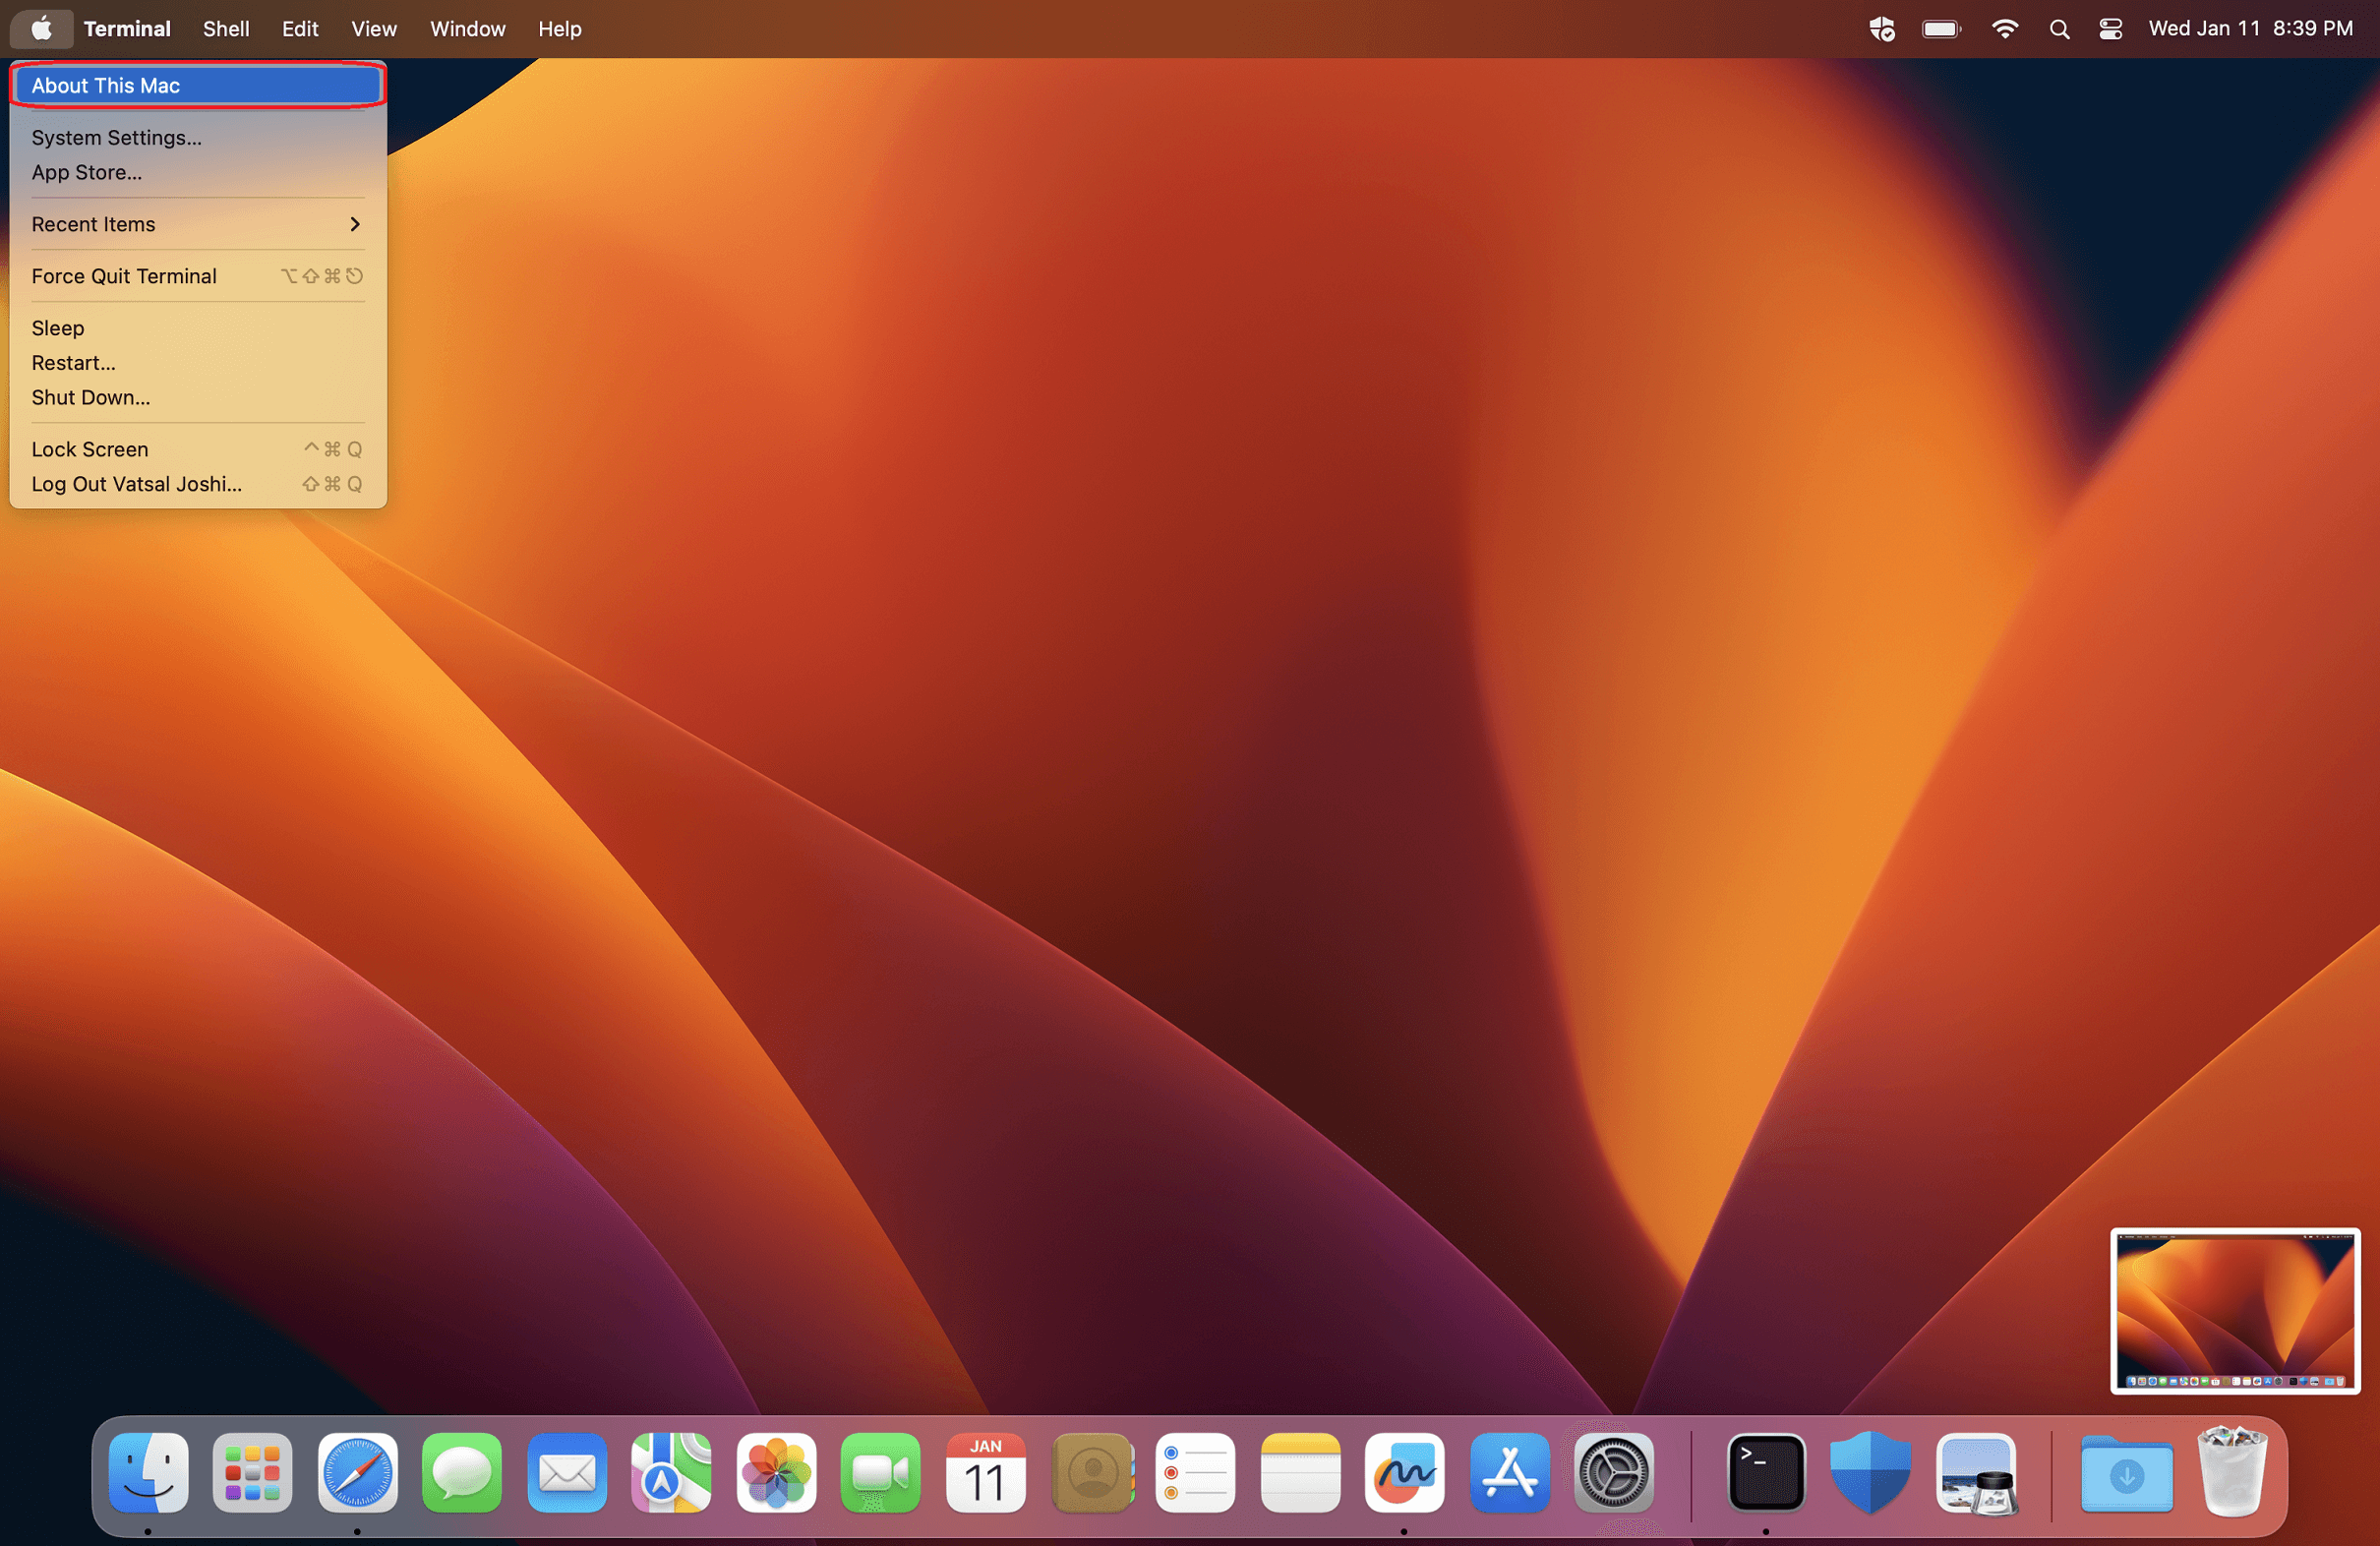 Terminal Shell Edit View Window Help Wed Jan 11 8:39 PM
About This Mac
System Settings...
App Store...
Recent Items
Force Quit Terminal ⌥⇧⌘⎋
Sleep
Restart...
Shut Down...
Lock Screen ^⌘Q
Log Out Vatsal Joshi... ⇧⌘Q
JAN
11
>_